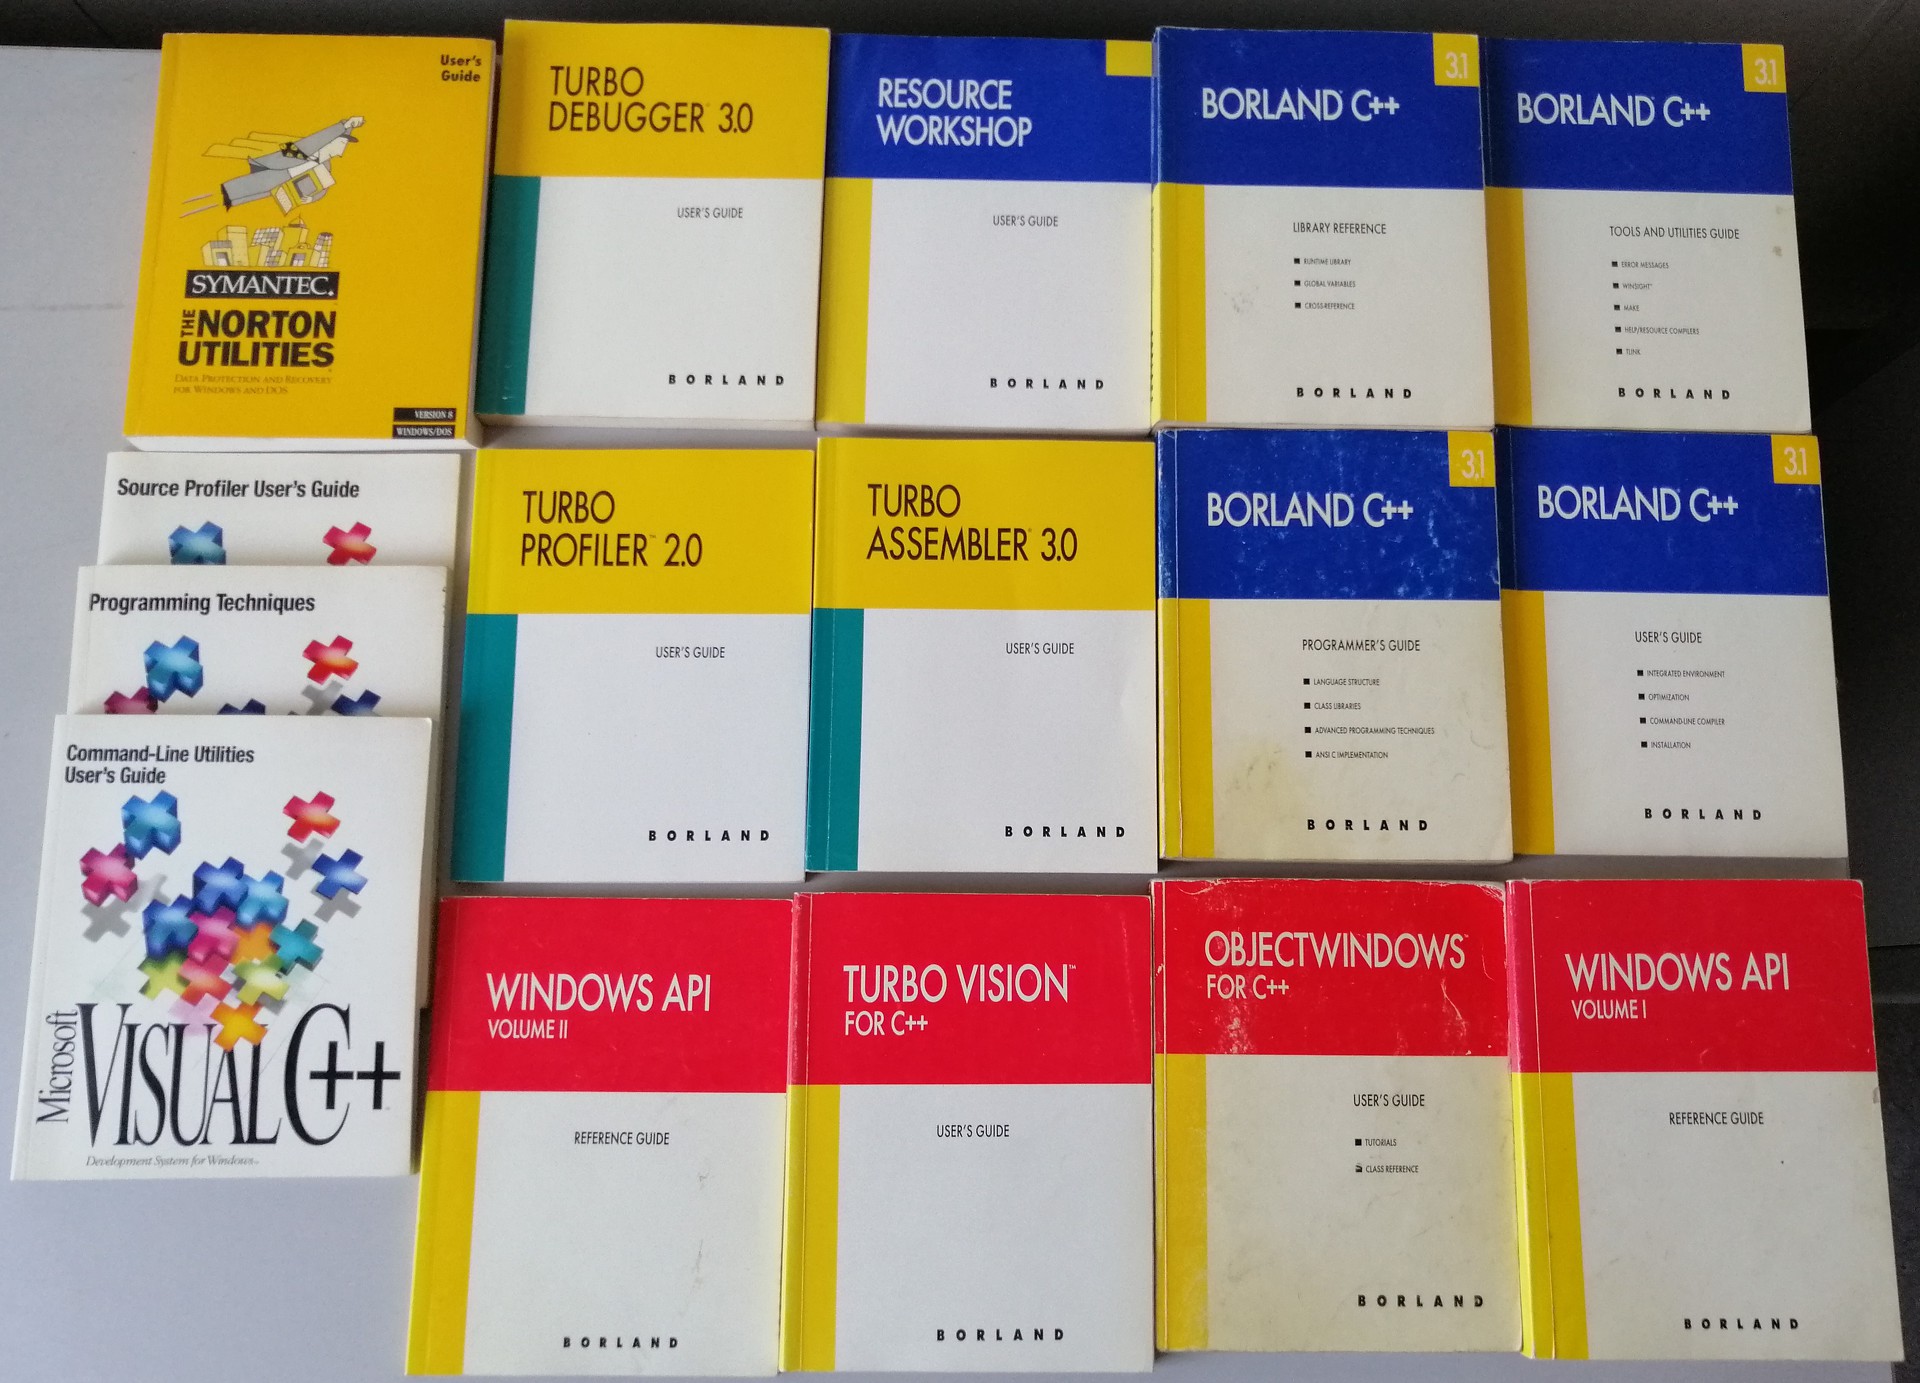 User's
Guide
SYMANTEC.
THE NORTON
UTILITIES
DATA PROTECTION AND RECOVERY
FOR WINDOWS AND DOS
VERSION 8
WINDOWS/DOS
TURBO
DEBUGGER® 3.0
USER'S GUIDE
BORLAND
RESOURCE
WORKSHOP
USER'S GUIDE
BORLAND
3.1
BORLAND® C++
LIBRARY REFERENCE
■ RUNTIME LIBRARY
■ GLOBAL VARIABLES
■ CROSS-REFERENCE
BORLAND
3.1
BORLAND® C++
TOOLS AND UTILITIES GUIDE
■ ERROR MESSAGES
■ WINSIGHT™
■ MAKE
■ HELP/RESOURCE COMPILERS
■ TLINK
BORLAND
Source Profiler User's Guide
Programming Techniques
Command-Line Utilities
User's Guide
Microsoft
VISUAL C++
Development System for Windows™
TURBO
PROFILER™ 2.0
USER'S GUIDE
BORLAND
TURBO
ASSEMBLER® 3.0
USER'S GUIDE
BORLAND
3.1
BORLAND® C++
PROGRAMMER'S GUIDE
■ LANGUAGE STRUCTURE
■ CLASS LIBRARIES
■ ADVANCED PROGRAMMING TECHNIQUES
■ ANSI C IMPLEMENTATION
BORLAND
3.1
BORLAND® C++
USER'S GUIDE
■ INTEGRATED ENVIRONMENT
■ OPTIMIZATION
■ COMMAND-LINE COMPILER
■ INSTALLATION
BORLAND
WINDOWS API
VOLUME II
REFERENCE GUIDE
BORLAND
TURBO VISION™
FOR C++
USER'S GUIDE
BORLAND
OBJECTWINDOWS™
FOR C++
USER'S GUIDE
■ TUTORIALS
■ CLASS REFERENCE
BORLAND
WINDOWS API
VOLUME I
REFERENCE GUIDE
BORLAND